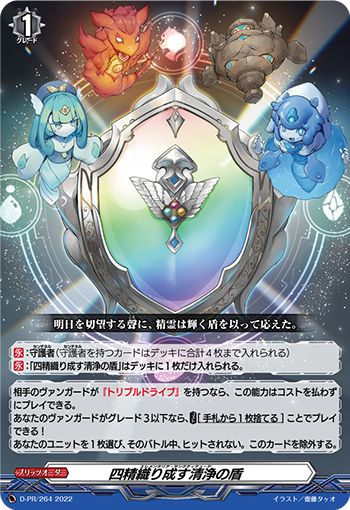 1
グレード
明日を切望する聲に、精霊は輝く盾を以って応えた。
永:守護者(守護者を持つカードはデッキに合計4枚まで入れられる)
永:「四精織り成す清浄の盾」はデッキに1枚だけ入れられる。
相手のヴァンガードが『トリプルドライブ』を持つなら、この能力はコストを払わず
にプレイできる。
あなたのヴァンガードがグレード3以下なら、[手札から1枚捨てる]ことでプレイ
できる!
あなたのユニットを1枚選び、そのバトル中、ヒットされない。このカードを除外する。
ブリッツオーダー
四精織り成す清浄の盾
D-PR/264 2022
イラスト/齋藤タヶオ